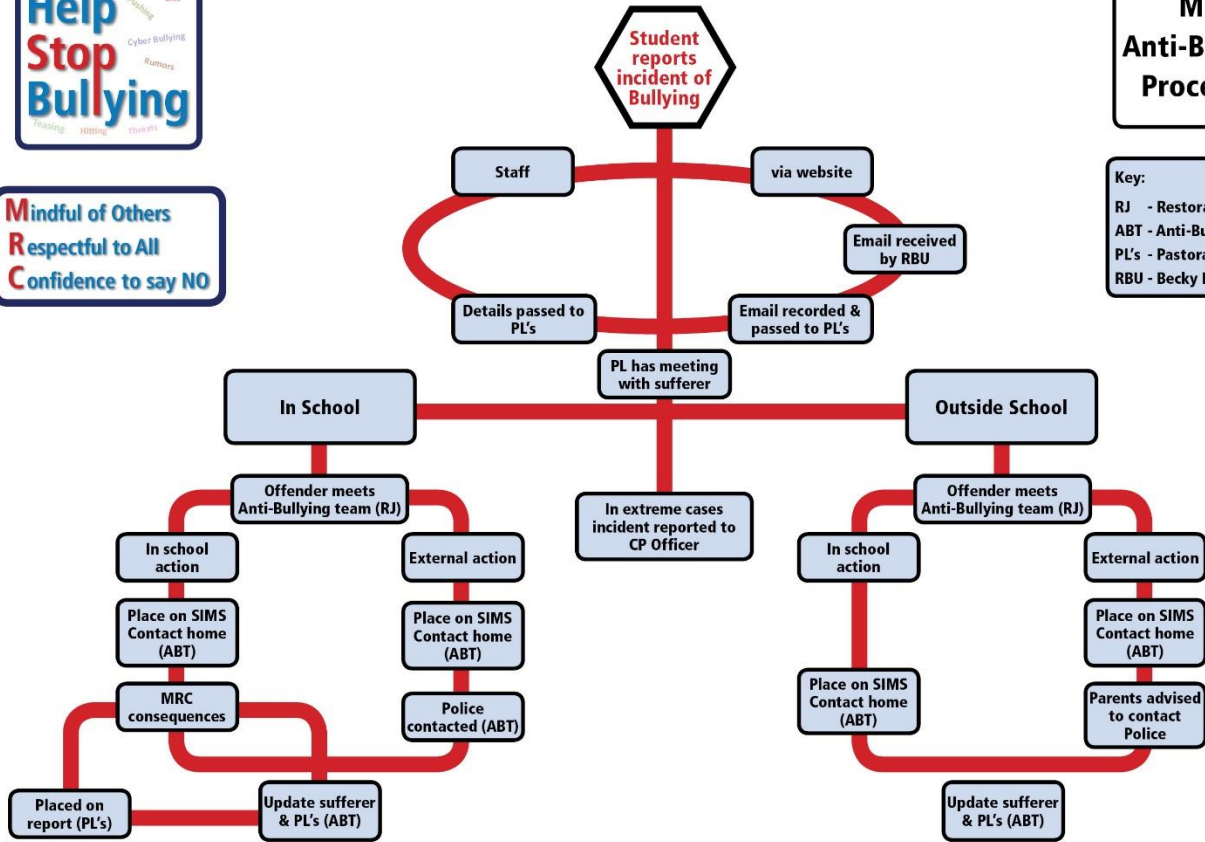 Help
Stop
Bullying
Cyber Bullying
Rumors
Teasing Hitting Threats
Mindful of Others
Respectful to All
Confidence to say NO
Student
reports
incident of
Bullying
Staff
via website
Email received
by RBU
Details passed to
PL's
Email recorded &
passed to PL's
PL has meeting
with sufferer
Key:
RJ -
ABT -
PL's -
RBU - Becky
In School
Outside School
Offender meets
Anti-Bullying team (RJ)
In school
action
Place on SIMS
Contact home
(ABT)
MRC
consequences
Placed on
report (PL's)
External action
Place on SIMS
Contact home
(ABT)
Police
contacted (ABT)
Update sufferer
& PL's (ABT)
In extreme cases
incident reported to
CP Officer
Offender meets
Anti-Bullying team (RJ)
In school
action
Place on SIMS
Contact home
(ABT)
External action
Place on SIMS
Contact home
(ABT)
Parents advised
to contact
Police
Update sufferer
& PL's (ABT)